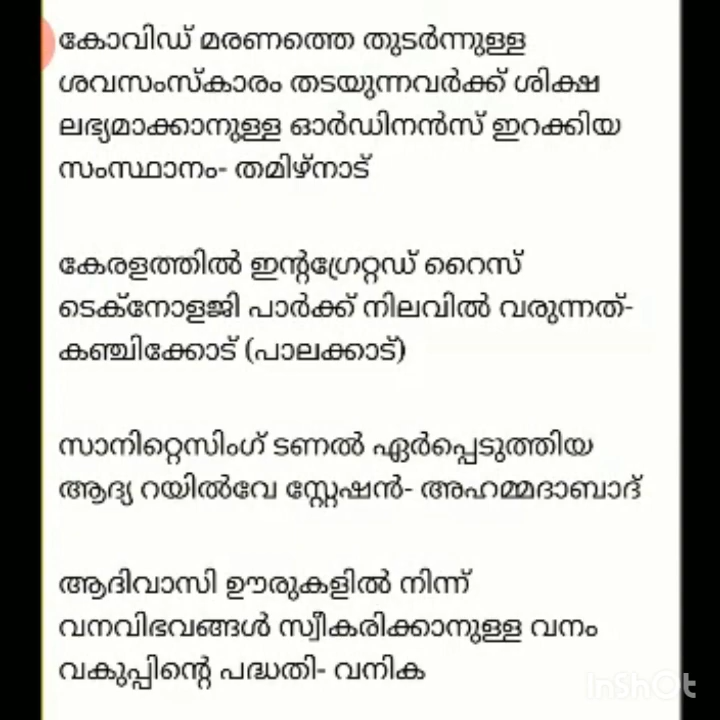 കോവിഡ് മരണത്തെ തുടർന്നുള്ള
ശവസംസ്കാരം തടയുന്നവർക്ക് ശിക്ഷ
ലഭ്യമാക്കാനുള്ള ഓർഡിനൻസ് ഇറക്കിയ
സംസ്ഥാനം- തമിഴ്നാട്
കേരളത്തിൽ ഇന്റഗ്രേറ്റഡ് റൈസ്
ടെക്നോളജി പാർക്ക് നിലവിൽ വരുന്നത്-
കഞ്ചിക്കോട് (പാലക്കാട്)
സാനിറ്റൈസിംഗ് ടണൽ ഏർപ്പെടുത്തിയ
ആദ്യ റയിൽവേ സ്റ്റേഷൻ- അഹമ്മദാബാദ്
ആദിവാസി ഊരുകളിൽ നിന്ന്
വനവിഭവങ്ങൾ സ്വീകരിക്കാനുള്ള വനം
വകുപ്പിന്റെ പദ്ധതി- വനിക
InShOt